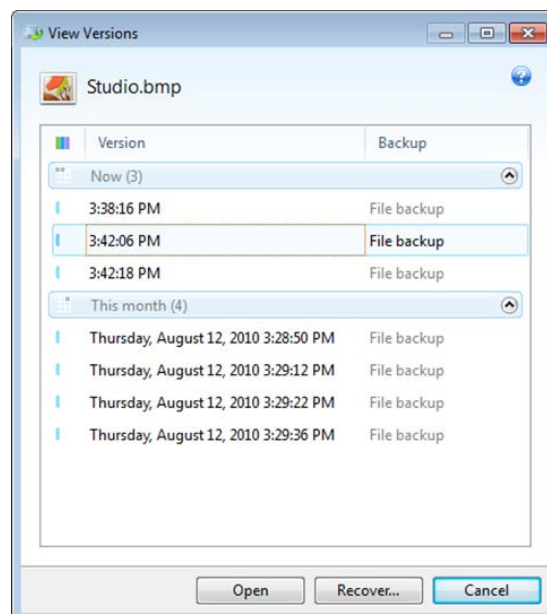 View Versions
Studio.bmp
Version Backup
Now (3)
3:38:16 PM File backup
3:42:06 PM File backup
3:42:18 PM File backup
This month (4)
Thursday, August 12, 2010 3:28:50 PM File backup
Thursday, August 12, 2010 3:29:12 PM File backup
Thursday, August 12, 2010 3:29:22 PM File backup
Thursday, August 12, 2010 3:29:36 PM File backup
Open Recover... Cancel